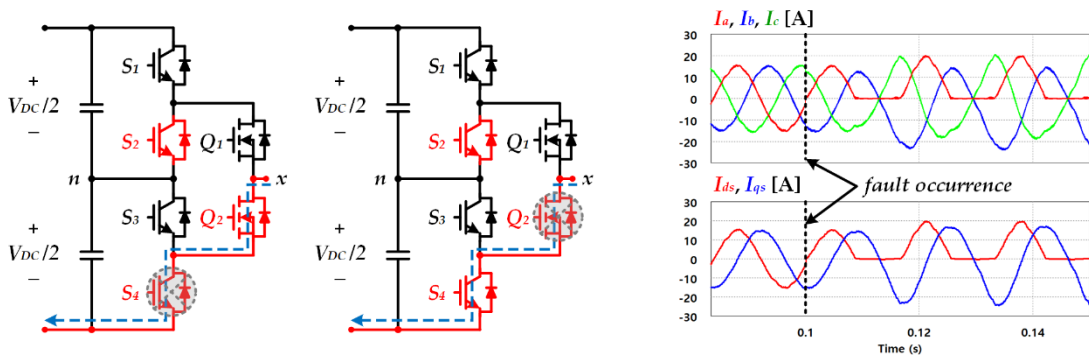 S1
+
VDC/2
−
S2
Q1
n
x
+
VDC/2
−
S3
Q2
S4
S1
+
VDC/2
−
S2
Q1
n
x
+
VDC/2
−
S3
Q2
S4
Ia, Ib, Ic [A]
30
20
10
0
-10
-20
-30
fault occurrence
Ids, Iqs [A]
30
20
10
0
-10
-20
-30
0.1 0.12 0.14
Time (s)